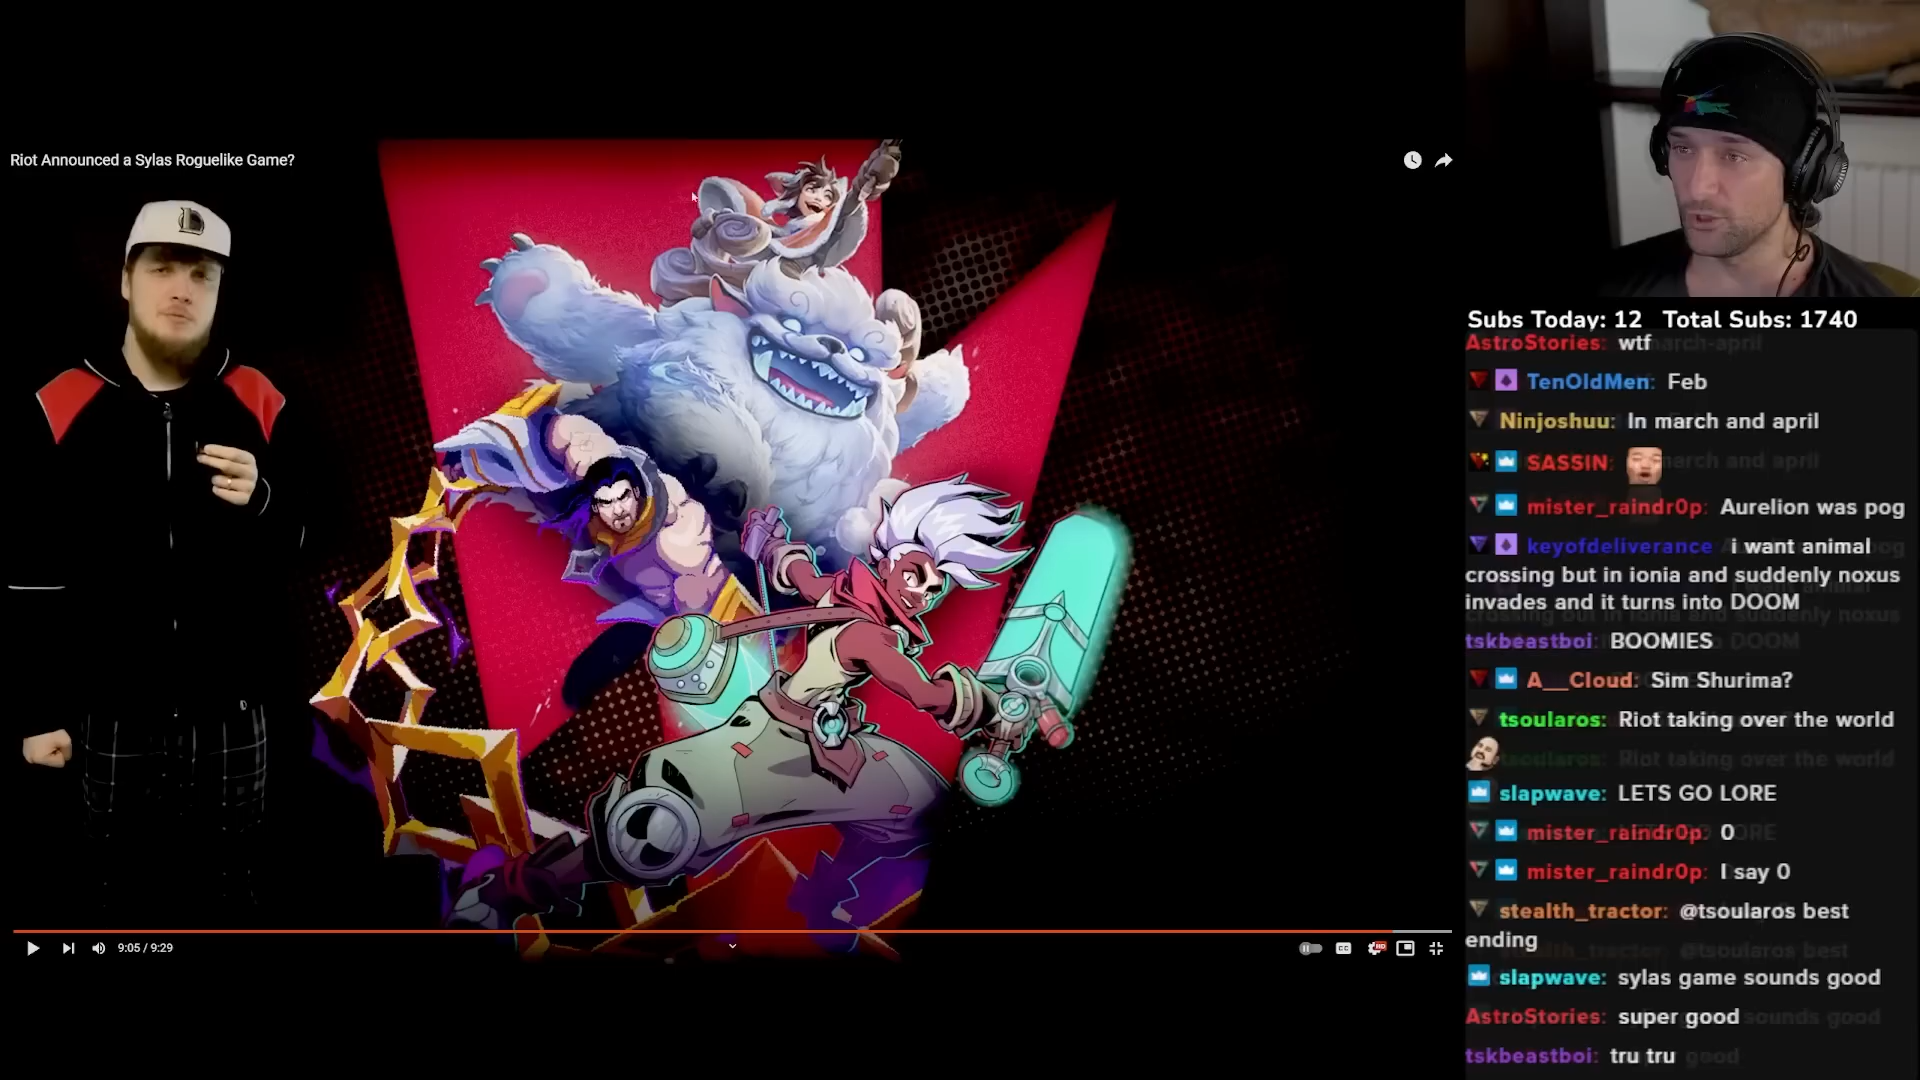 Riot Announced a Sylas Roguelike Game?
9:05 / 9:29
CC
HD
Subs Today: 12 Total Subs: 1740
AstroStories: wtf
TenOldMen: Feb
Ninjoshuu: In march and april
SASSIN:
mister_raindr0p: Aurelion was pog
keyofdeliverance i want animal
crossing but in ionia and suddenly noxus
invades and it turns into DOOM
tskbeastboi: BOOMIES
A__Cloud: Sim Shurima?
tsoularos: Riot taking over the world
slapwave: LETS GO LORE
mister_raindr0p: 0
mister_raindr0p: I say 0
stealth_tractor: @tsoularos best
ending
slapwave: sylas game sounds good
AstroStories: super good
tskbeastboi: tru tru